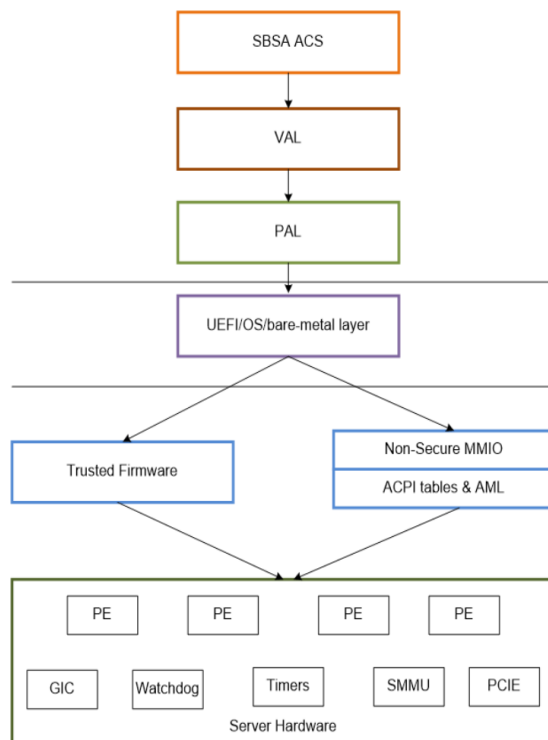 SBSA ACS
VAL
PAL
UEFI/OS/bare-metal layer
Trusted Firmware
Non-Secure MMIO
ACPI tables & AML
PE PE PE PE
GIC Watchdog Timers SMMU PCIE
Server Hardware